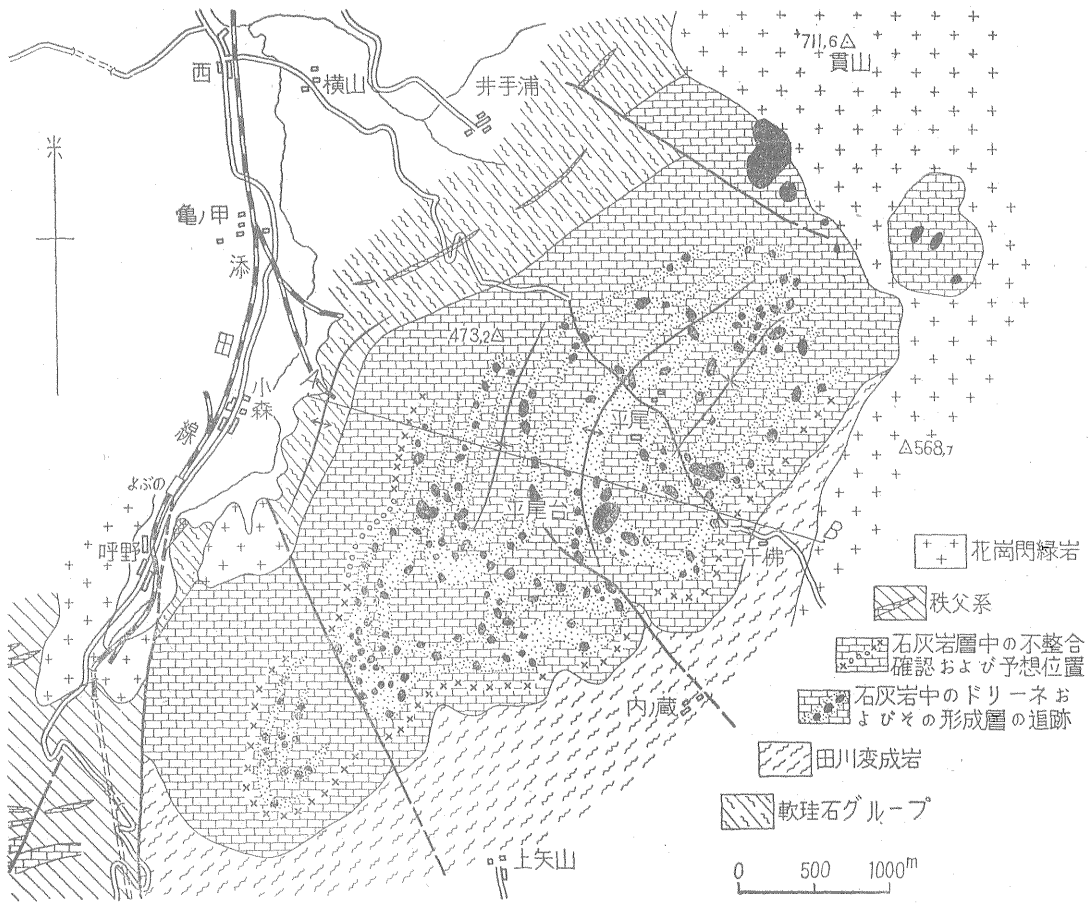 711,6△
貫山
西
横山
井手浦
亀ノ甲
添
田
線
473,2△
小
森
平尾
△568,7
よぶの
呼野
平尾台
A
B
千佛
内ノ蔵
上矢山
花崗閃緑岩
秩父系
石灰岩層中の不整合
確認および予想位置
石灰岩中のドリーネお
よびその形成層の追跡
田川変成岩
軟珪石グループ
0 500 1000m